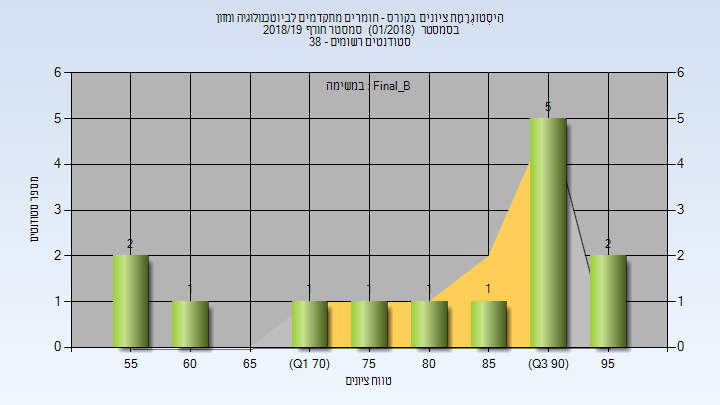 היסטוגרמת ציונים בקורס - חומרים מתקדמים לביוטכנולוגיה ומזון
בסמסטר (01/2018) סמסטר חורף 2018/19
סטודנטים רשומים - 38
במשימה : Final_B
מספר סטודנטים
6 6
5 5
4 4
3 3
2 2
1 1
0 0
2 1 1 1 1 1 5 2
55 60 65 (Q1 70) 75 80 85 (Q3 90) 95
טווח ציונים